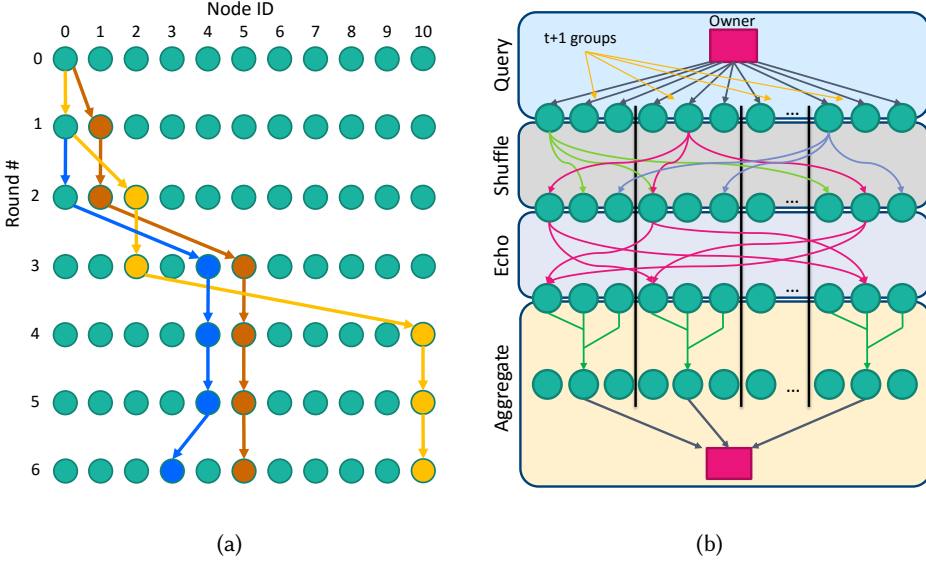 Node ID
0 1 2 3 4 5 6 7 8 9 10
Round #
0
1
2
3
4
5
6
(a)
Owner
t+1 groups
Query
...
Shuffle
...
Echo
...
Aggregate
...
(b)